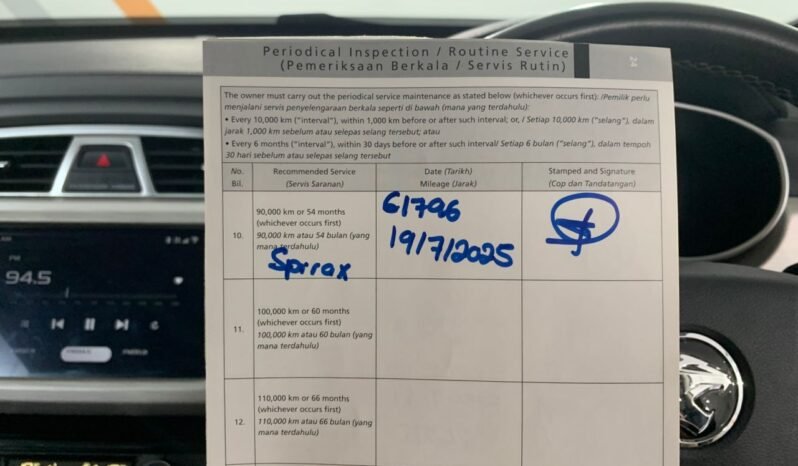 Periodical Inspection / Routine Service
(Pemeriksaan Berkala / Servis Rutin)
24
The owner must carry out the periodical service maintenance as stated below (whichever occurs first): /Pemilik perlu
menjalani servis penyelengaraan berkala seperti di bawah (mana yang terdahulu):
• Every 10,000 km ("interval"), within 1,000 km before or after such interval; or, / Setiap 10,000 km ("selang"), dalam
jarak 1,000 km sebelum atau selepas selang tersebut; atau
• Every 6 months ("interval"), within 30 days before or after such interval/ Setiap 6 bulan ("selang"), dalam tempoh
30 hari sebelum atau selepas selang tersebut
No.
Bil.
Recommended Service
(Servis Saranan)
Date (Tarikh)
Mileage (Jarak)
Stamped and Signature
(Cop dan Tandatangan)
10.
90,000 km or 54 months
(whichever occurs first)
90,000 km atau 54 bulan (yang
mana terdahulu)
Spirax
61796
19/7/2025
11.
100,000 km or 60 months
(whichever occurs first)
100,000 km atau 60 bulan (yang
mana terdahulu)
12.
110,000 km or 66 months
(whichever occurs first)
110,000 km atau 66 bulan (yang
mana terdahulu)
FM
94.5